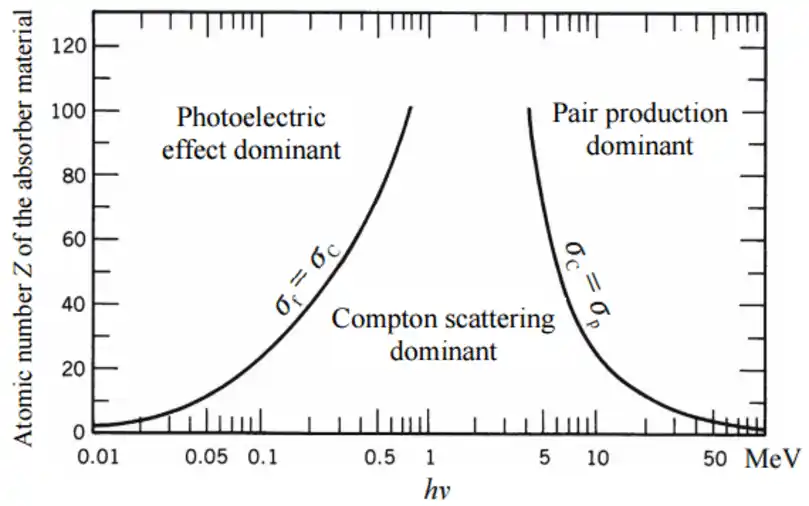 Atomic number Z of the absorber material
120
100
80
60
40
20
0
Photoelectric
effect dominant
Pair production
dominant
σf = σC
σC = σp
Compton scattering
dominant
0.01 0.05 0.1 0.5 1 5 10 50 MeV
hν